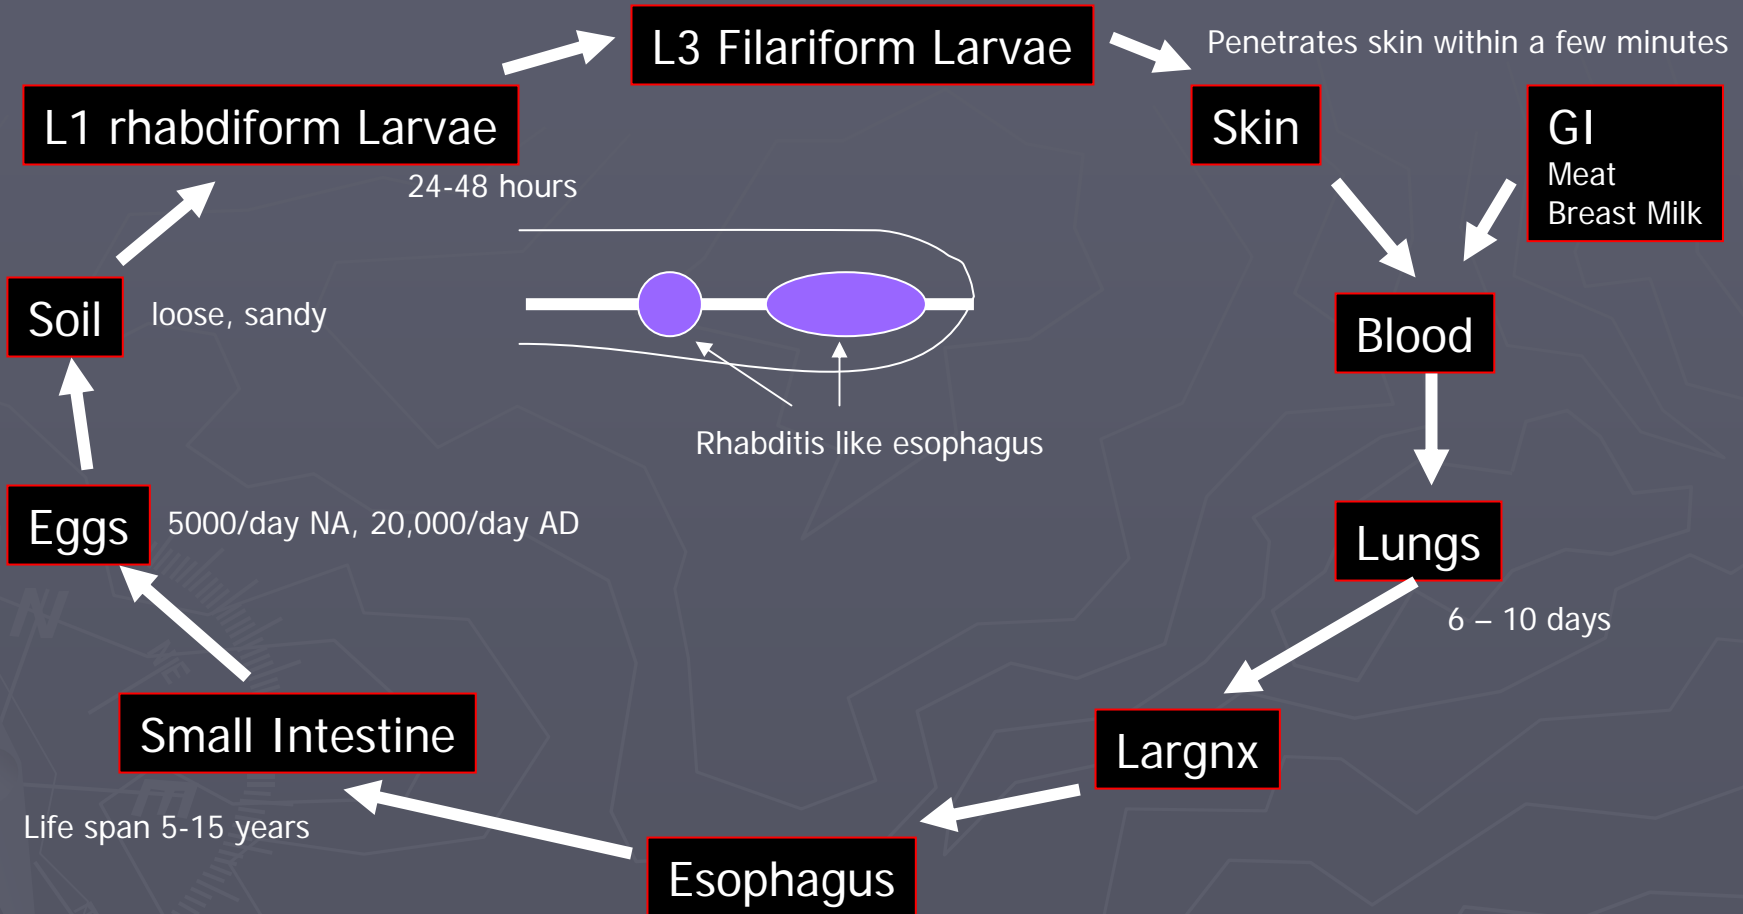 L3 Filariform Larvae
Penetrates skin within a few minutes
L1 rhabdiform Larvae
24-48 hours
Skin
GI
Meat
Breast Milk
Soil
loose, sandy
Blood
Rhabditis like esophagus
Eggs
5000/day NA, 20,000/day AD
Lungs
6 – 10 days
Small Intestine
Life span 5-15 years
Largnx
Esophagus
N
NE
E